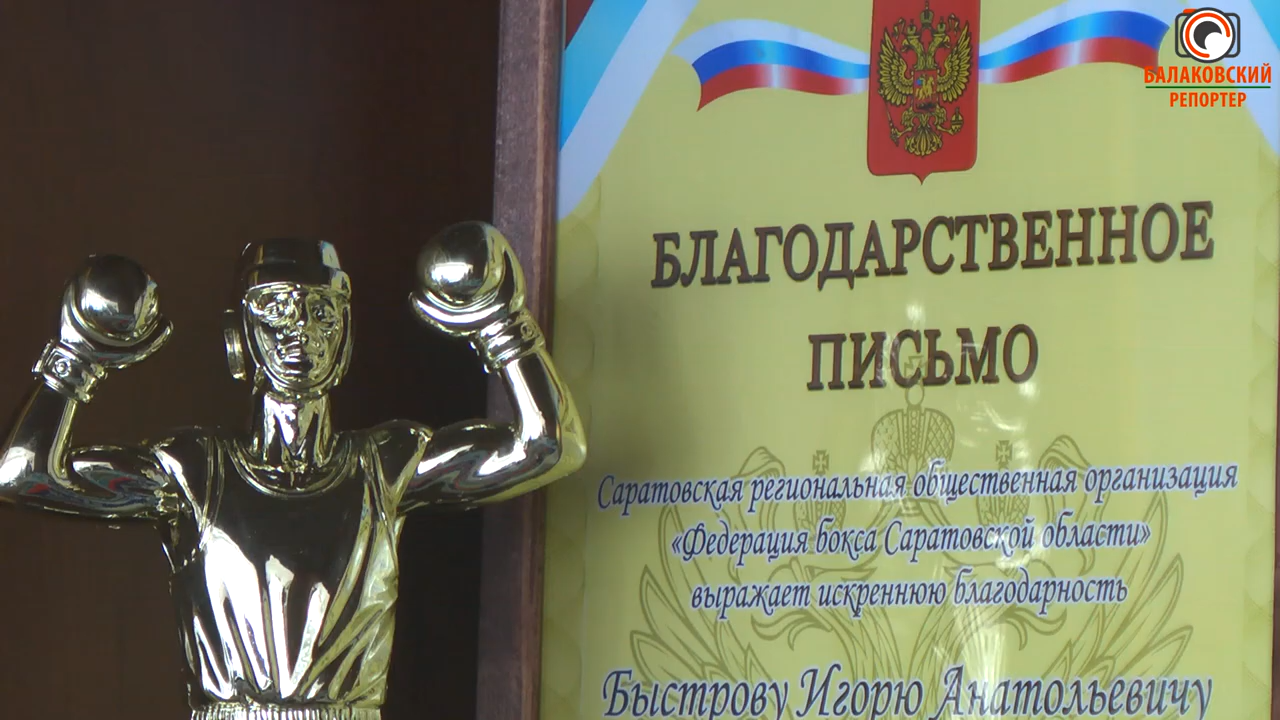 БАЛАКОВСКИЙ
РЕПОРТЕР
БЛАГОДАРСТВЕННОЕ
ПИСЬМО
Саратовская региональная общественная организация
«Федерация бокса Саратовской области»
выражает искреннюю благодарность
Быстрову Игорю Анатольевичу